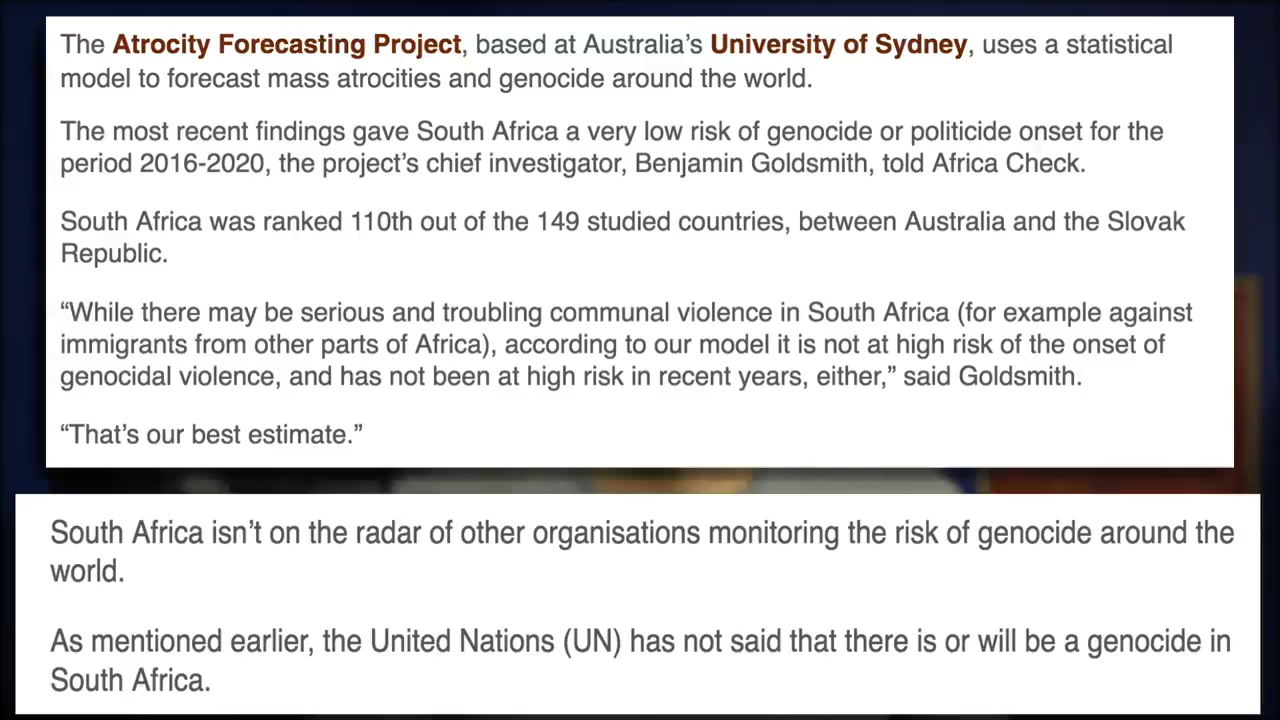 The Atrocity Forecasting Project, based at Australia’s University of Sydney, uses a statistical
model to forecast mass atrocities and genocide around the world.
The most recent findings gave South Africa a very low risk of genocide or politicide onset for the
period 2016-2020, the project’s chief investigator, Benjamin Goldsmith, told Africa Check.
South Africa was ranked 110th out of the 149 studied countries, between Australia and the Slovak
Republic.
“While there may be serious and troubling communal violence in South Africa (for example against
immigrants from other parts of Africa), according to our model it is not at high risk of the onset of
genocidal violence, and has not been at high risk in recent years, either,” said Goldsmith.
“That’s our best estimate.”
South Africa isn’t on the radar of other organisations monitoring the risk of genocide around the
world.
As mentioned earlier, the United Nations (UN) has not said that there is or will be a genocide in
South Africa.